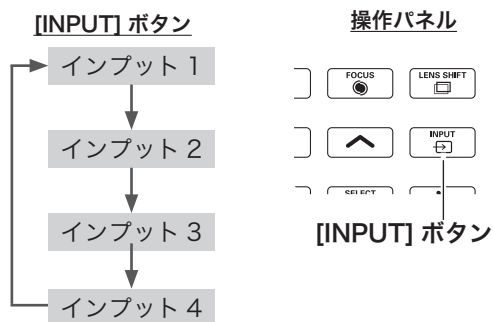 [INPUT] ボタン
インプット 1
インプット 2
インプット 3
インプット 4
操作パネル
FOCUS
LENS SHIFT
INPUT
SELECT
[INPUT] ボタン